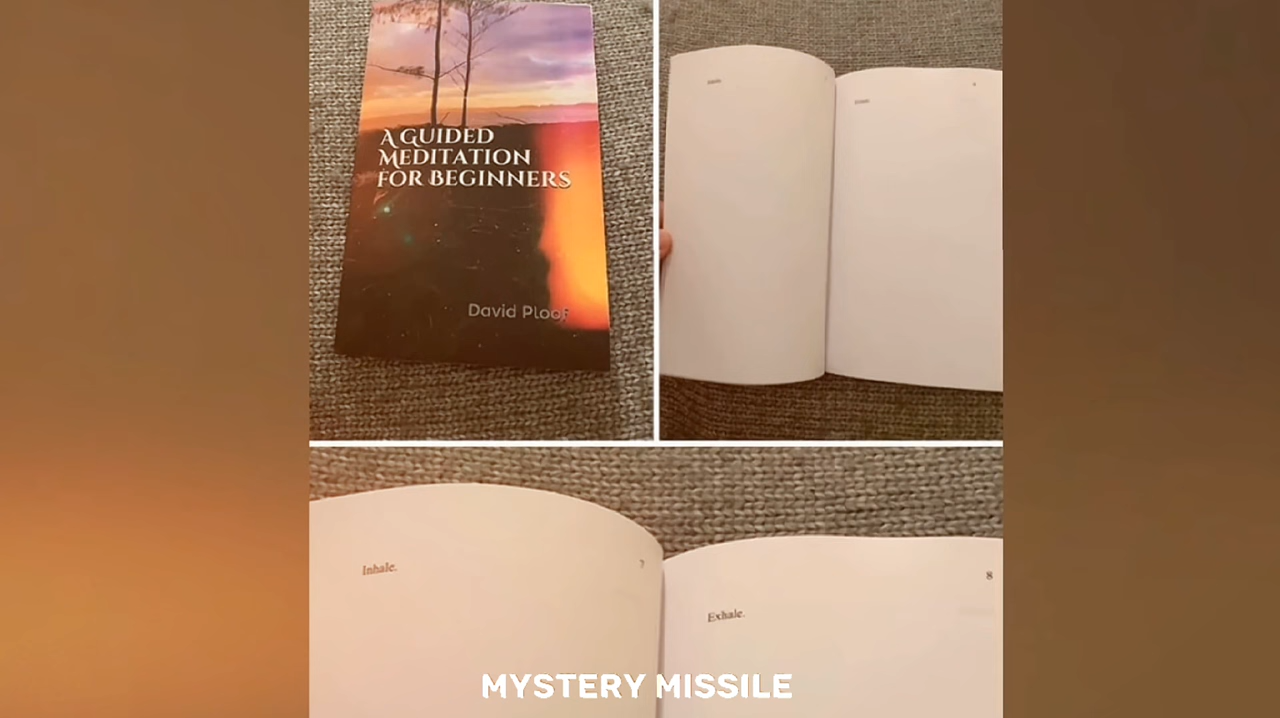 A Guided
Meditation
for Beginners
David Ploof
Inhale.
7
8
Exhale.
MYSTERY MISSILE